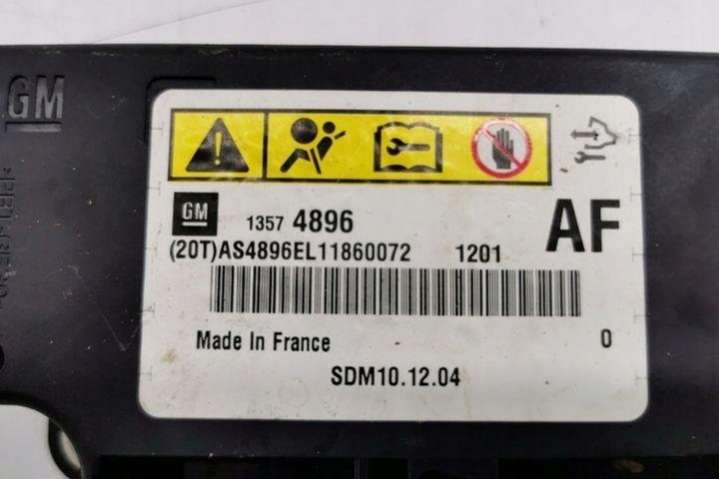 GM
GM 1357 4896 AF
(20T)AS4896EL11860072 1201
Made In France 0
SDM10.12.04